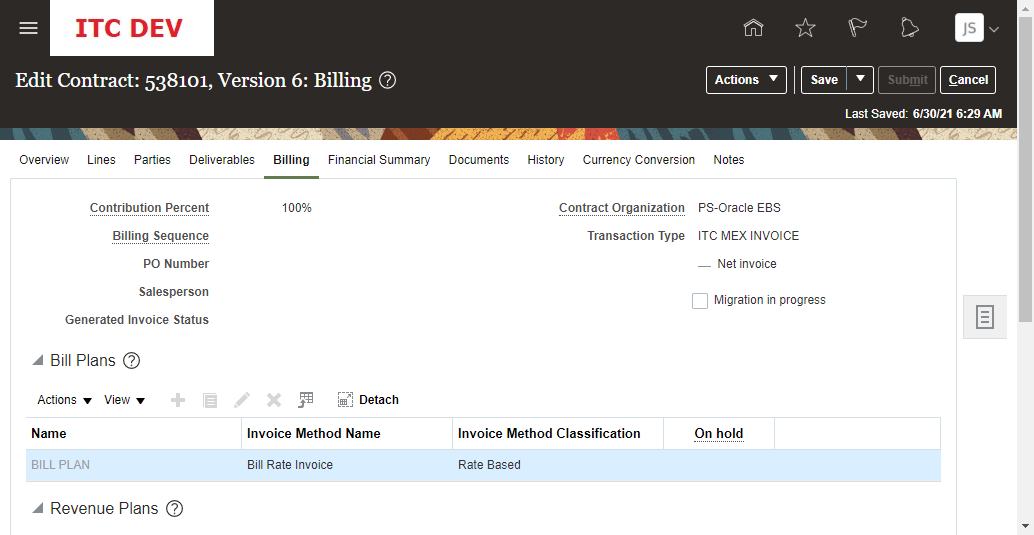 ITC DEV
JS
Edit Contract: 538101, Version 6: Billing ?
Actions Save Submit Cancel
Last Saved: 6/30/21 6:29 AM
Overview Lines Parties Deliverables Billing Financial Summary Documents History Currency Conversion Notes
Contribution Percent 100% Contract Organization PS-Oracle EBS
Billing Sequence Transaction Type ITC MEX INVOICE
PO Number Net invoice
Salesperson Migration in progress
Generated Invoice Status
Bill Plans ?
Actions View Detach
Name Invoice Method Name Invoice Method Classification On hold
BILL PLAN Bill Rate Invoice Rate Based
Revenue Plans ?